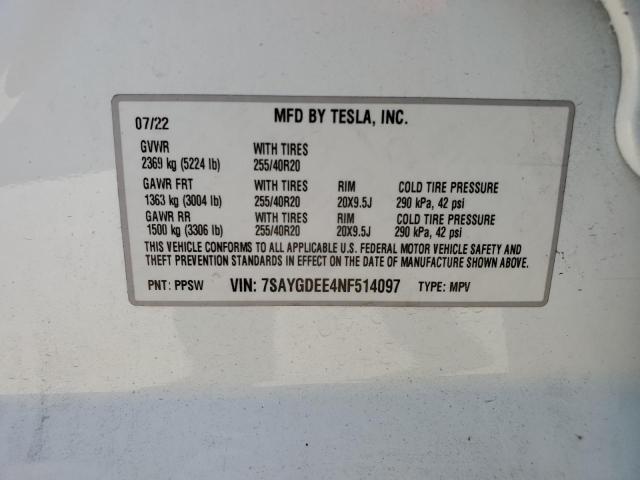 07/22 MFD BY TESLA, INC.
GVWR WITH TIRES
2369 kg (5224 lb) 255/40R20
GAWR FRT WITH TIRES RIM COLD TIRE PRESSURE
1363 kg (3004 lb) 255/40R20 20X9.5J 290 kPa, 42 psi
GAWR RR WITH TIRES RIM COLD TIRE PRESSURE
1500 kg (3306 lb) 255/40R20 20X9.5J 290 kPa, 42 psi
THIS VEHICLE CONFORMS TO ALL APPLICABLE U.S. FEDERAL MOTOR VEHICLE SAFETY AND
THEFT PREVENTION STANDARDS IN EFFECT ON THE DATE OF MANUFACTURE SHOWN ABOVE.
PNT: PPSW VIN: 7SAYGDEE4NF514097 TYPE: MPV